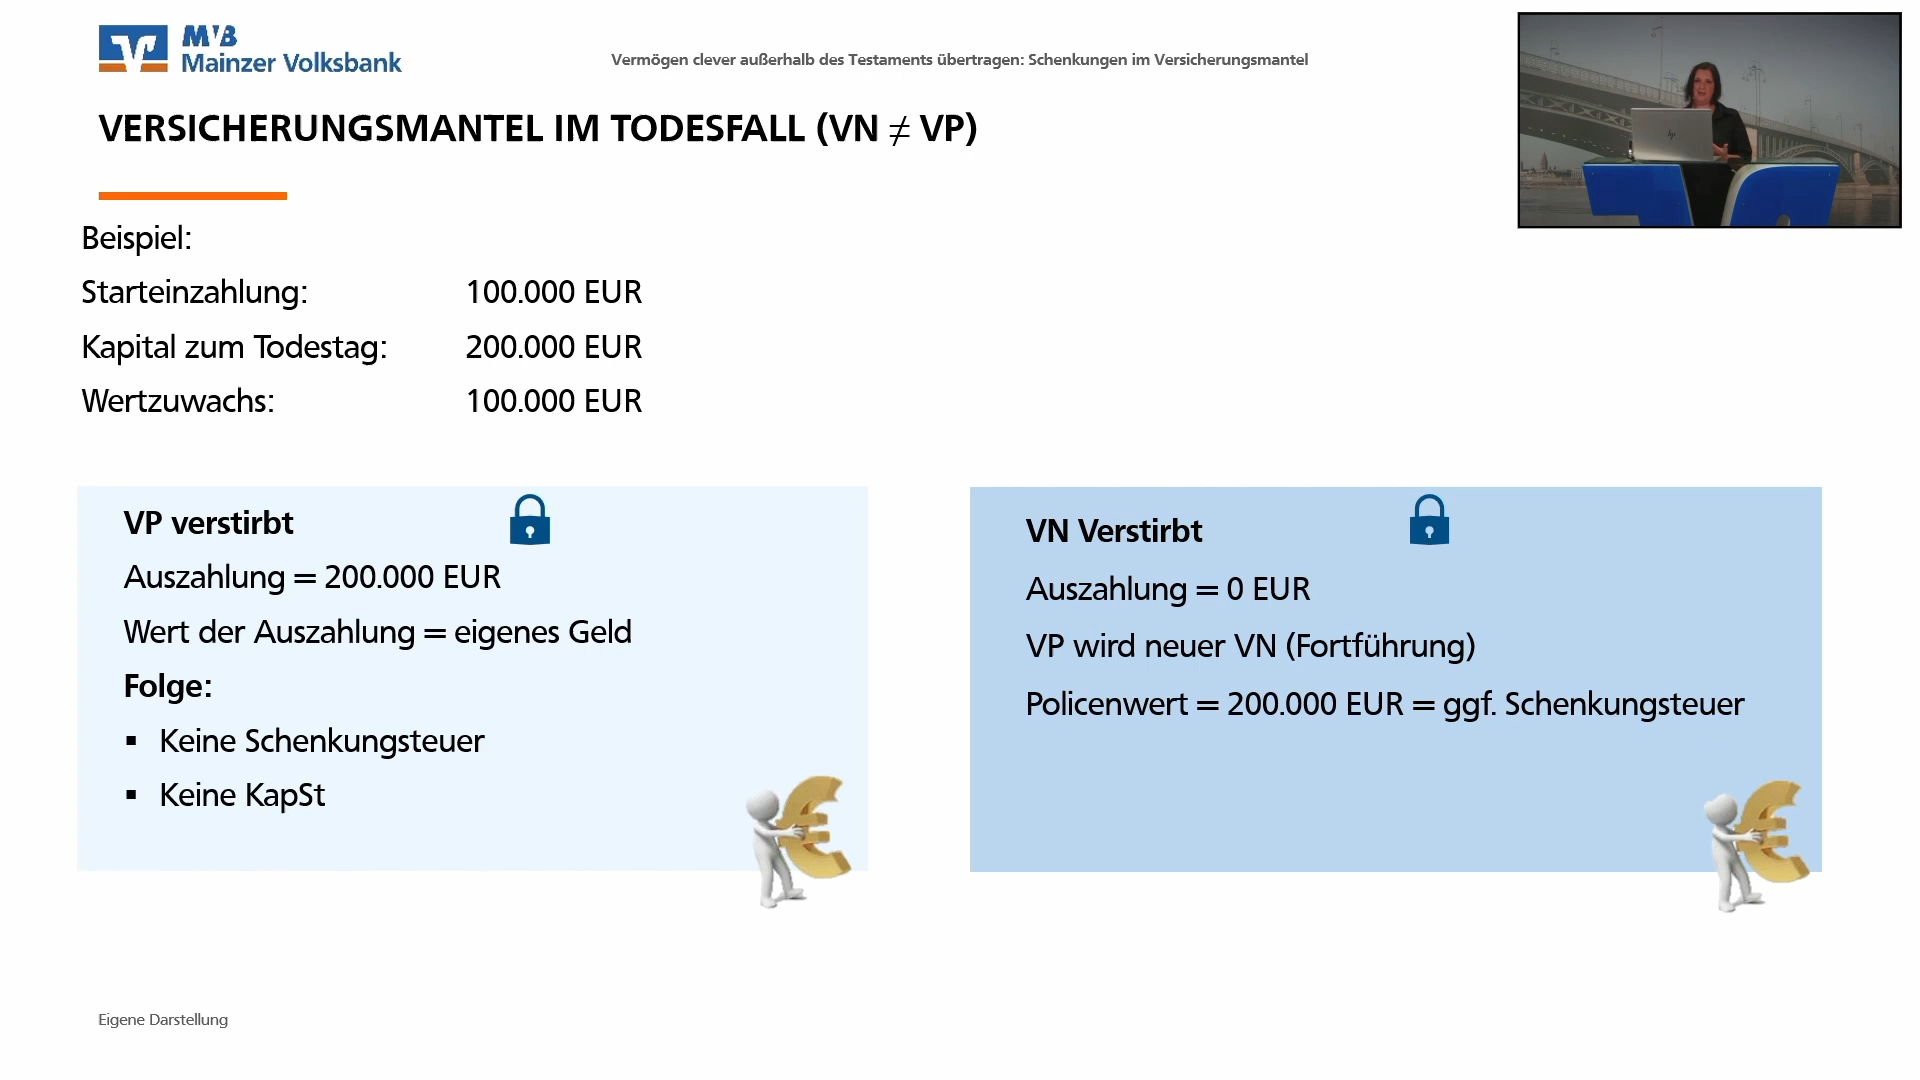 MVB
Mainzer Volksbank
Vermögen clever außerhalb des Testaments übertragen: Schenkungen im Versicherungsmantel
VERSICHERUNGSMANTEL IM TODESFALL (VN ≠ VP)
Beispiel:
Starteinzahlung: 100.000 EUR
Kapital zum Todestag: 200.000 EUR
Wertzuwachs: 100.000 EUR
VP verstirbt
Auszahlung = 200.000 EUR
Wert der Auszahlung = eigenes Geld
Folge:
▪ Keine Schenkungsteuer
▪ Keine KapSt
VN Verstirbt
Auszahlung = 0 EUR
VP wird neuer VN (Fortführung)
Policenwert = 200.000 EUR = ggf. Schenkungsteuer
Eigene Darstellung
hp